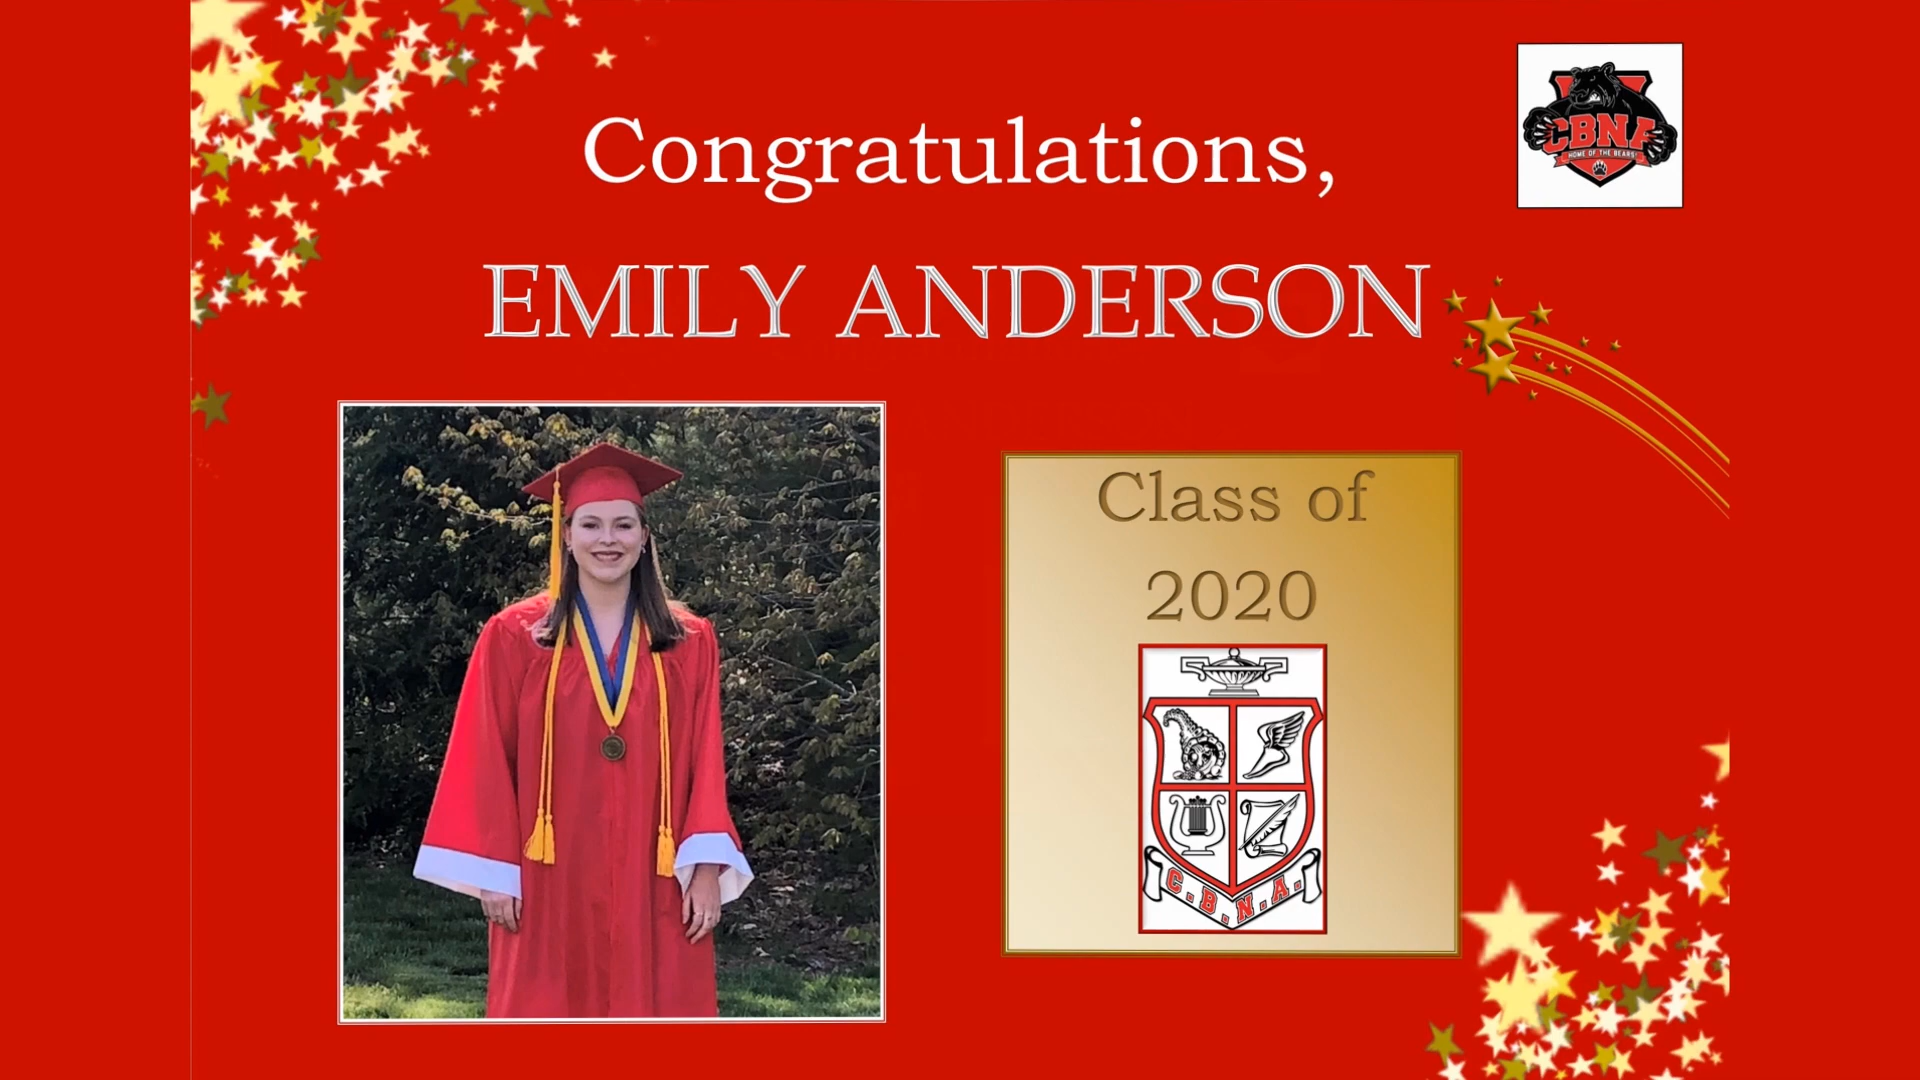 Congratulations,
CBNA
HOME OF THE BEARS!
EMILY ANDERSON
Class of
2020
C.B.N.A.